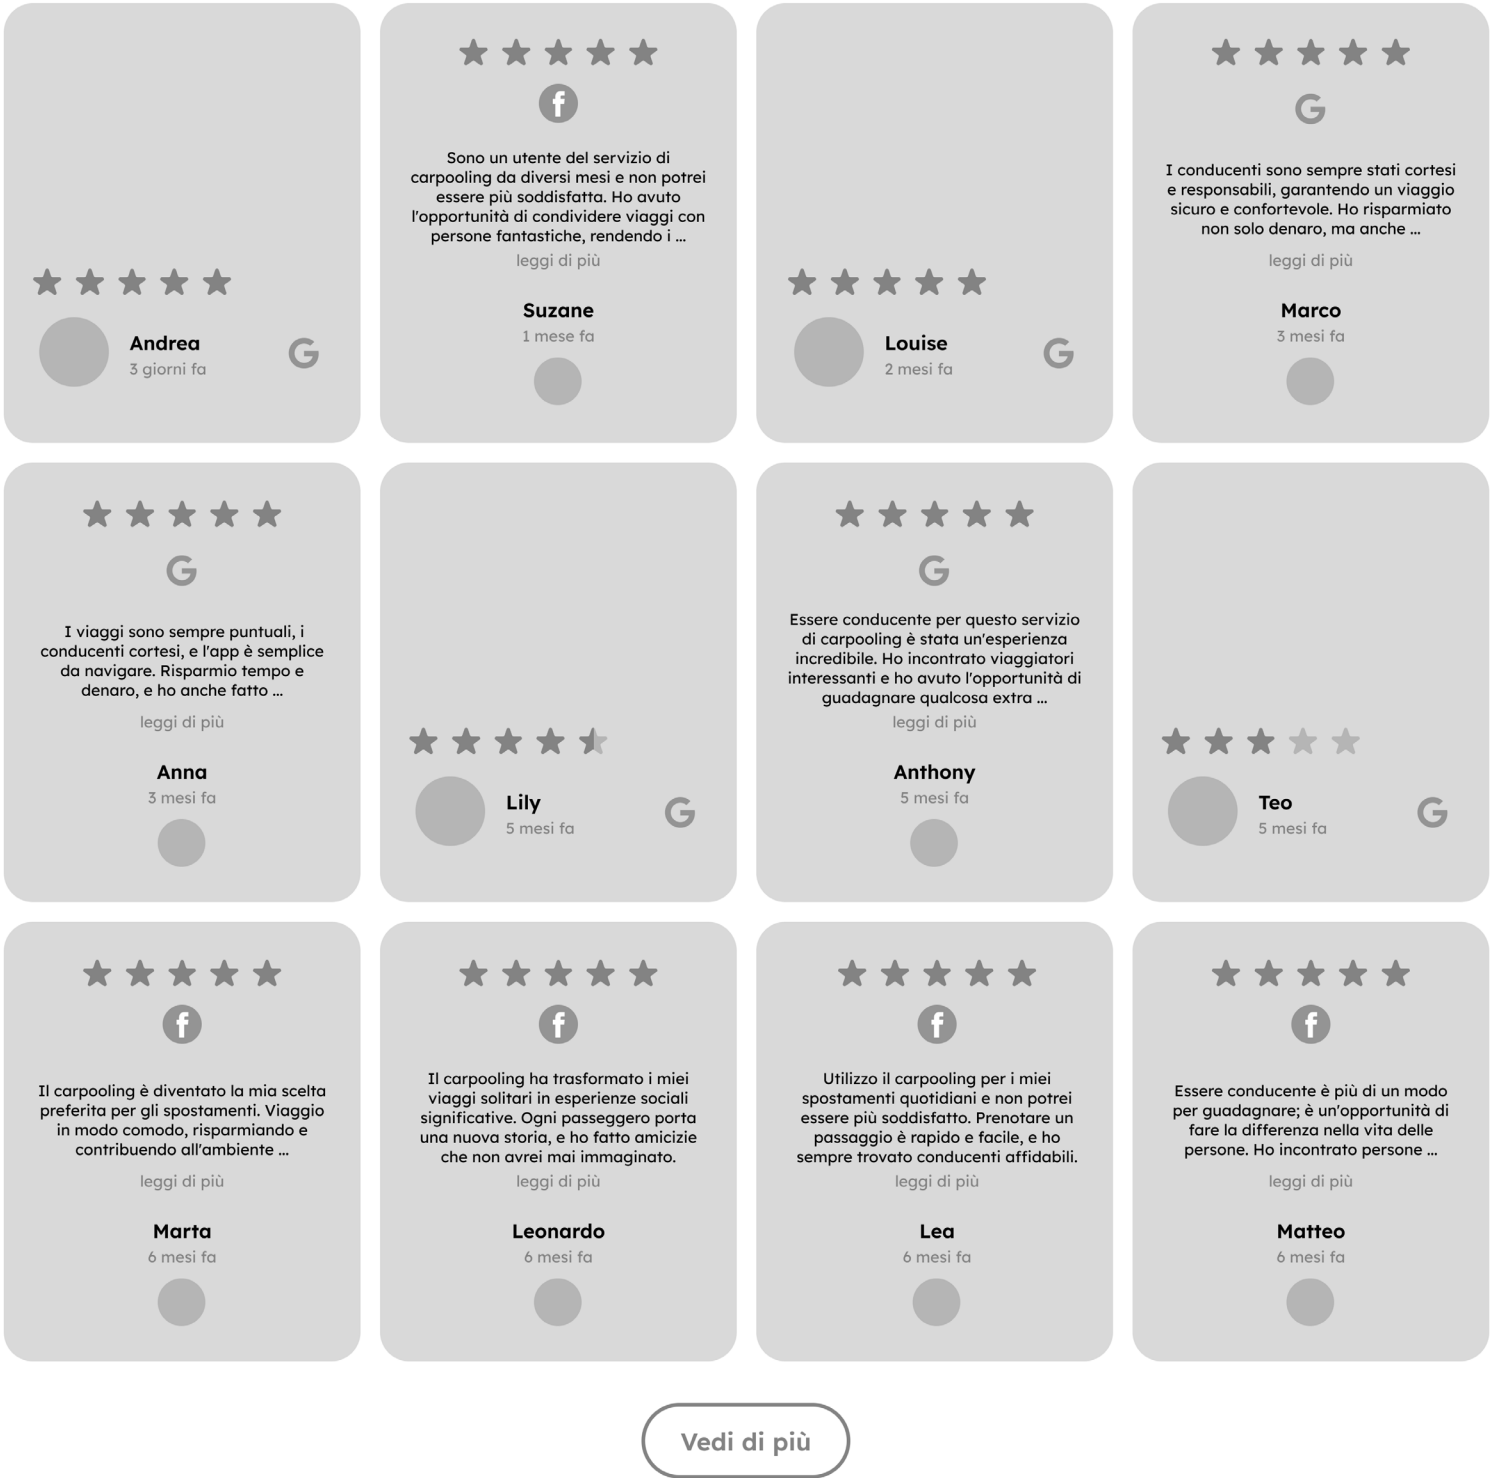 Andrea
3 giorni fa
Sono un utente del servizio di
carpooling da diversi mesi e non potrei
essere più soddisfatta. Ho avuto
l'opportunità di condividere viaggi con
persone fantastiche, rendendo i ...
leggi di più
Suzane
1 mese fa
Louise
2 mesi fa
I conducenti sono sempre stati cortesi
e responsabili, garantendo un viaggio
sicuro e confortevole. Ho risparmiato
non solo denaro, ma anche ...
leggi di più
Marco
3 mesi fa
I viaggi sono sempre puntuali, i
conducenti cortesi, e l'app è semplice
da navigare. Risparmio tempo e
denaro, e ho anche fatto ...
leggi di più
Anna
3 mesi fa
Lily
5 mesi fa
Essere conducente per questo servizio
di carpooling è stata un'esperienza
incredibile. Ho incontrato viaggiatori
interessanti e ho avuto l'opportunità di
guadagnare qualcosa extra ...
leggi di più
Anthony
5 mesi fa
Teo
5 mesi fa
Il carpooling è diventato la mia scelta
preferita per gli spostamenti. Viaggio
in modo comodo, risparmiando e
contribuendo all'ambiente ...
leggi di più
Marta
6 mesi fa
Il carpooling ha trasformato i miei
viaggi solitari in esperienze sociali
significative. Ogni passeggero porta
una nuova storia, e ho fatto amicizie
che non avrei mai immaginato.
leggi di più
Leonardo
6 mesi fa
Utilizzo il carpooling per i miei
spostamenti quotidiani e non potrei
essere più soddisfatto. Prenotare un
passaggio è rapido e facile, e ho
sempre trovato conducenti affidabili.
leggi di più
Lea
6 mesi fa
Essere conducente è più di un modo
per guadagnare; è un'opportunità di
fare la differenza nella vita delle
persone. Ho incontrato persone ...
leggi di più
Matteo
6 mesi fa
Vedi di più